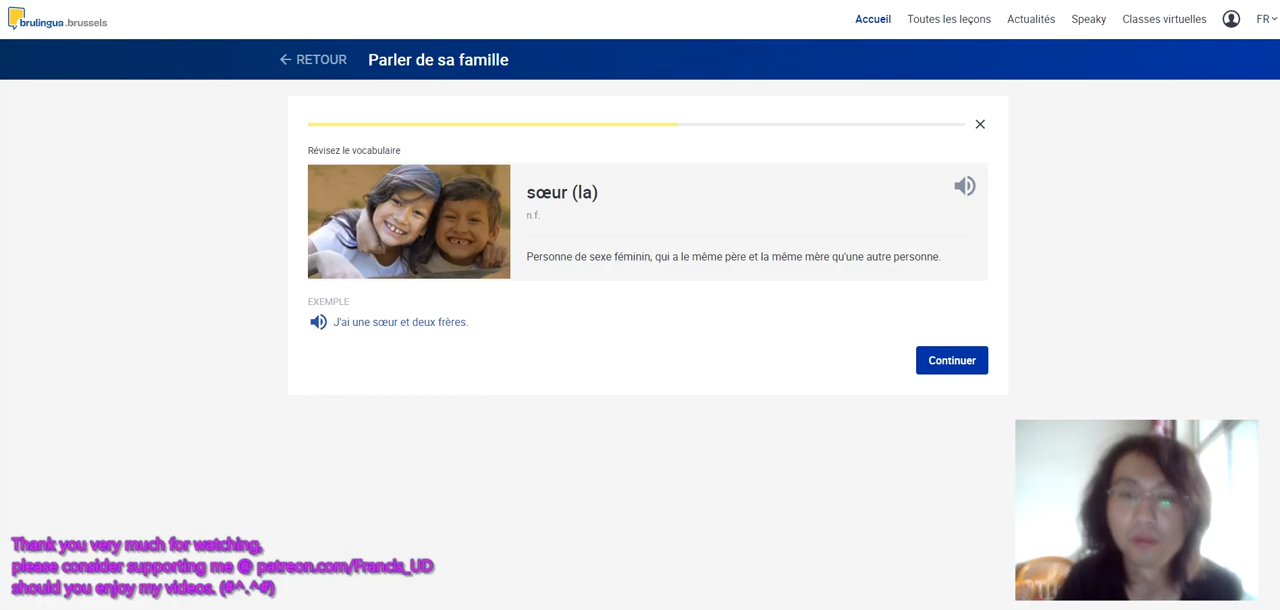 brulingua.brussels
Accueil Toutes les leçons Actualités Speaky Classes virtuelles FR
← RETOUR Parler de sa famille
Révisez le vocabulaire
sœur (la)
n.f.
Personne de sexe féminin, qui a le même père et la même mère qu'une autre personne.
EXEMPLE
J'ai une sœur et deux frères.
Continuer
Thank you very much for watching,
please consider supporting me @ patreon.com/Francis_UD
should you enjoy my videos. (#^.^#)